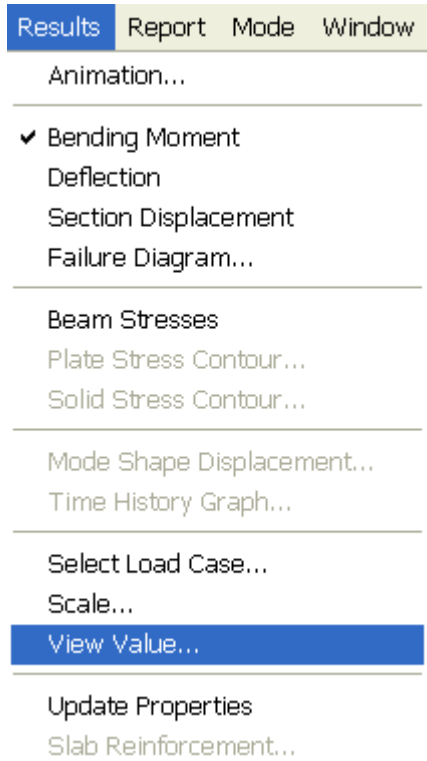 Results Report Mode Window
Animation...
✔ Bending Moment
Deflection
Section Displacement
Failure Diagram...
Beam Stresses
Plate Stress Contour...
Solid Stress Contour...
Mode Shape Displacement...
Time History Graph...
Select Load Case...
Scale...
View Value...
Update Properties
Slab Reinforcement...